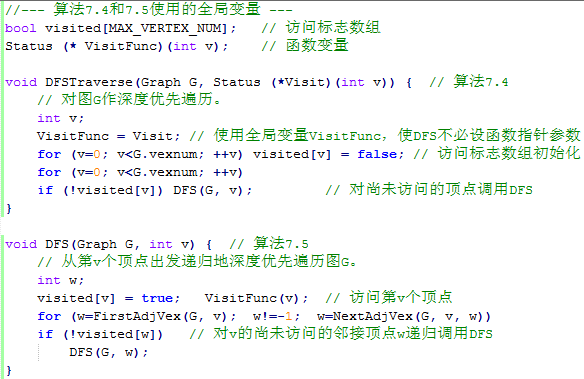 //--- 算法7.4和7.5使用的全局变量 ---
bool visited[MAX_VERTEX_NUM];   // 访问标志数组
Status (* VisitFunc)(int v);    // 函数变量
void DFSTraverse(Graph G, Status (*Visit)(int v)) {  // 算法7.4
// 对图G作深度优先遍历。
int v;
VisitFunc = Visit; // 使用全局变量VisitFunc，使DFS不必设函数指针参数
for (v=0; v<G.vexnum; ++v) visited[v] = false; // 访问标志数组初始化
for (v=0; v<G.vexnum; ++v)
if (!visited[v]) DFS(G, v);         // 对尚未访问的顶点调用DFS
}
void DFS(Graph G, int v) {  // 算法7.5
// 从第v个顶点出发递归地深度优先遍历图G。
int w;
visited[v] = true;   VisitFunc(v);  // 访问第v个顶点
for (w=FirstAdjVex(G, v);  w!=-1;  w=NextAdjVex(G, v, w))
if (!visited[w])   // 对v的尚未访问的邻接顶点w递归调用DFS
DFS(G, w);
}